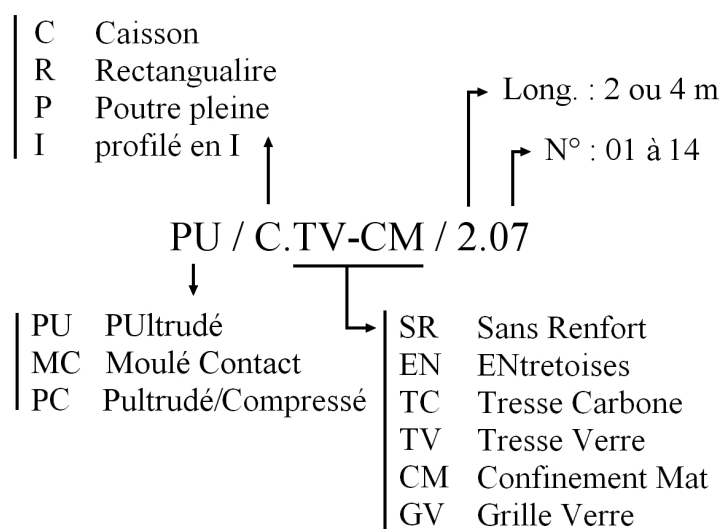 C Caisson
R Rectangualire
P Poutre pleine
I profilé en I
Long. : 2 ou 4 m
N° : 01 à 14
PU / C.TV-CM / 2.07
PU PUltrudé
MC Moulé Contact
PC Pultrudé/Compressé
SR Sans Renfort
EN ENtretoises
TC Tresse Carbone
TV Tresse Verre
CM Confinement Mat
GV Grille Verre